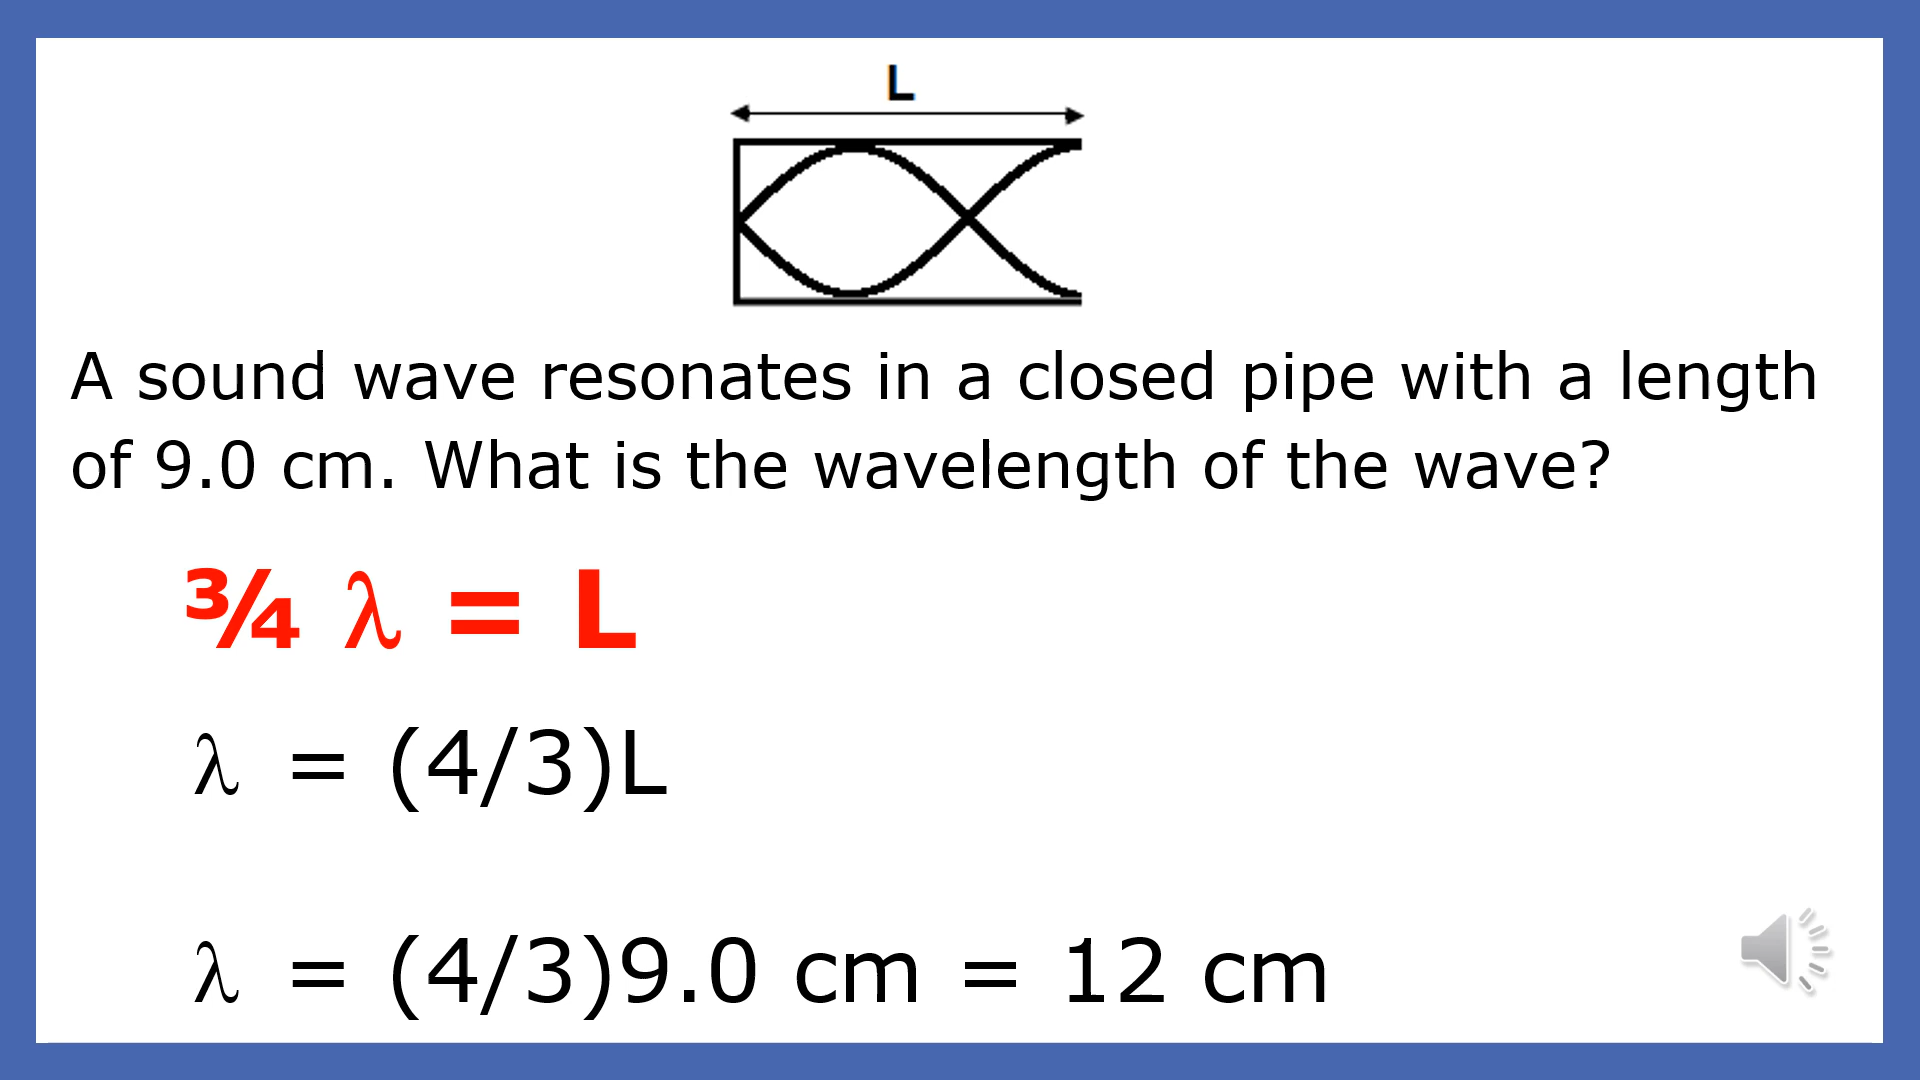 L
A sound wave resonates in a closed pipe with a length
of 9.0 cm. What is the wavelength of the wave?
¾ λ = L
λ = (4/3)L
λ = (4/3)9.0 cm = 12 cm